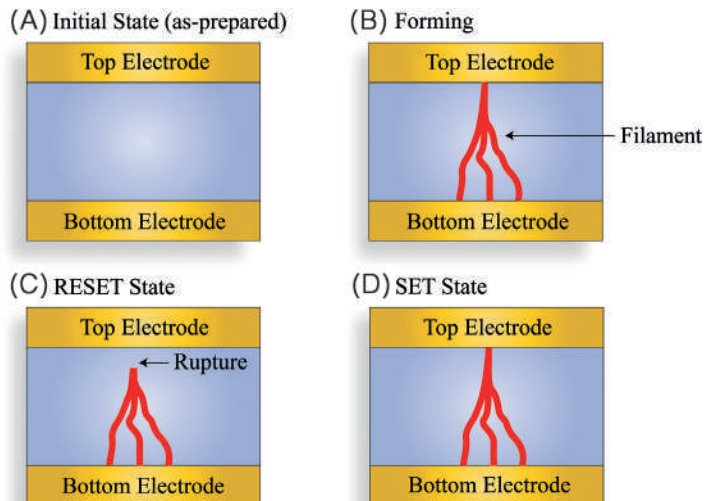 (A) Initial State (as-prepared)
Top Electrode
Bottom Electrode
(B) Forming
Top Electrode
Filament
Bottom Electrode
(C) RESET State
Top Electrode
Rupture
Bottom Electrode
(D) SET State
Top Electrode
Bottom Electrode